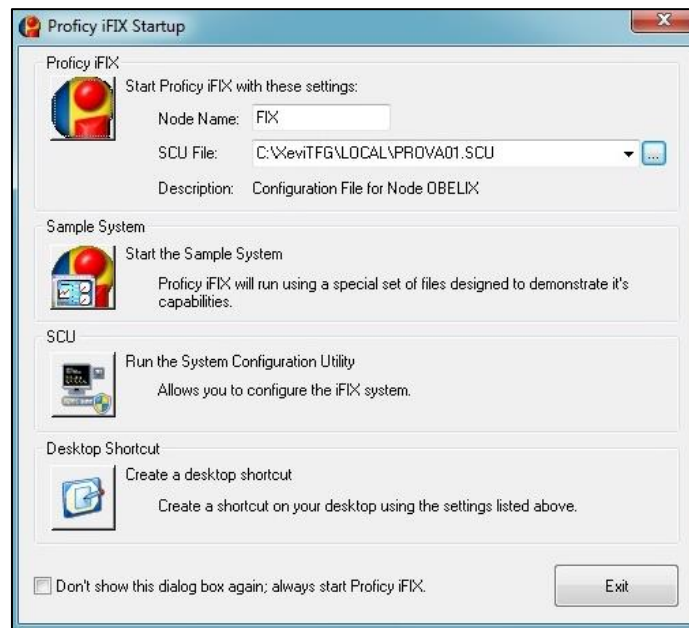 Proficy iFIX Startup
Proficy iFIX
Start Proficy iFIX with these settings:
Node Name: FIX
SCU File: C:\XeviTFG\LOCAL\PROVA01.SCU ...
Description: Configuration File for Node OBELIX
Sample System
Start the Sample System
Proficy iFIX will run using a special set of files designed to demonstrate it's
capabilities.
SCU
Run the System Configuration Utility
Allows you to configure the iFIX system.
Desktop Shortcut
Create a desktop shortcut
Create a shortcut on your desktop using the settings listed above.
Don't show this dialog box again; always start Proficy iFIX.
Exit